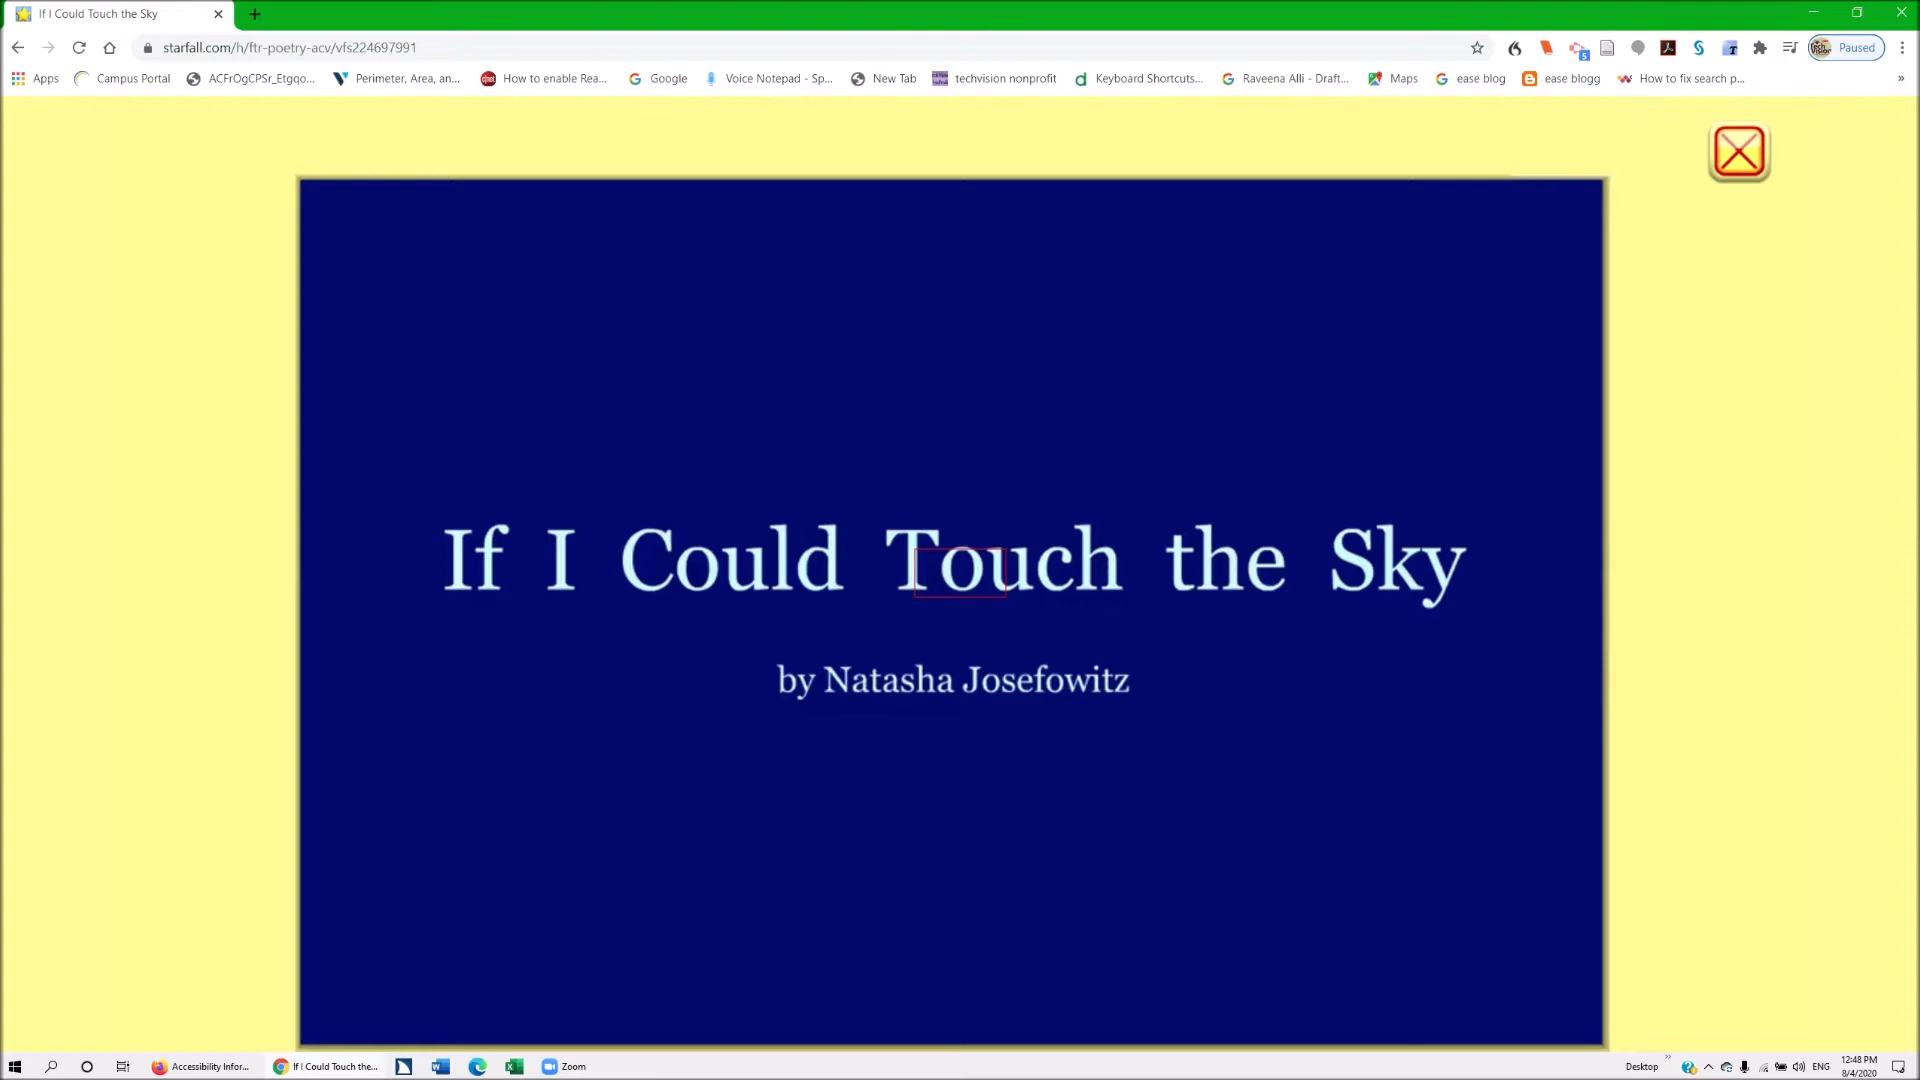 If I Could Touch the Sky
starfall.com/h/ftr-poetry-acv/vfs224697991
Paused
Apps Campus Portal ACFrOgCPSr_Etgqo... Perimeter, Area, an... How to enable Rea... Google Voice Notepad - Sp... New Tab techvision nonprofit Keyboard Shortcuts... Raveena Alli - Draft... Maps ease blog ease blogg How to fix search p... »
If I Could Touch the Sky
by Natasha Josefowitz
Accessibility Infor... If I Could Touch the... Zoom Desktop » ENG 12:48 PM
8/4/2020